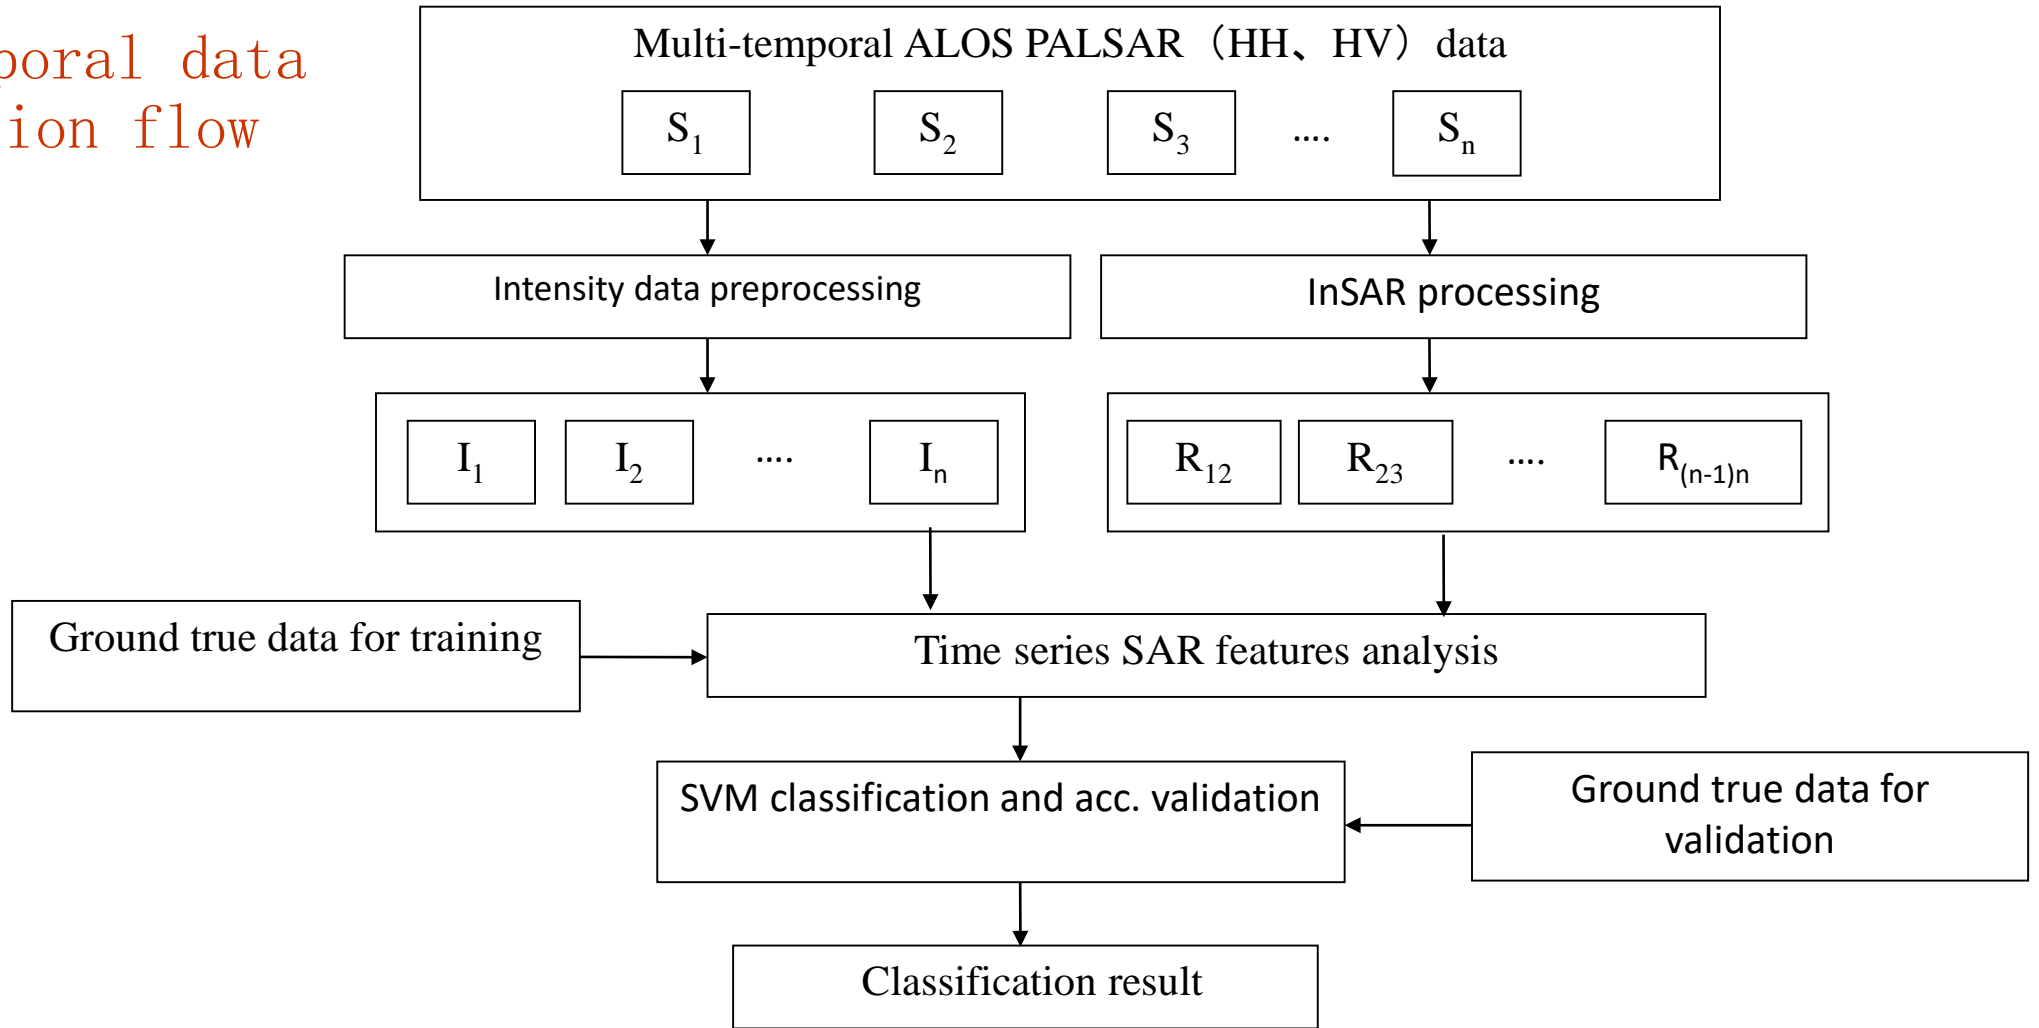 poral data
ion flow
Multi-temporal ALOS PALSAR（HH、HV）data
S1 S2 S3 .... Sn
Intensity data preprocessing
InSAR processing
I1 I2 .... In
R12 R23 .... R(n-1)n
Ground true data for training
Time series SAR features analysis
SVM classification and acc. validation
Ground true data for
validation
Classification result